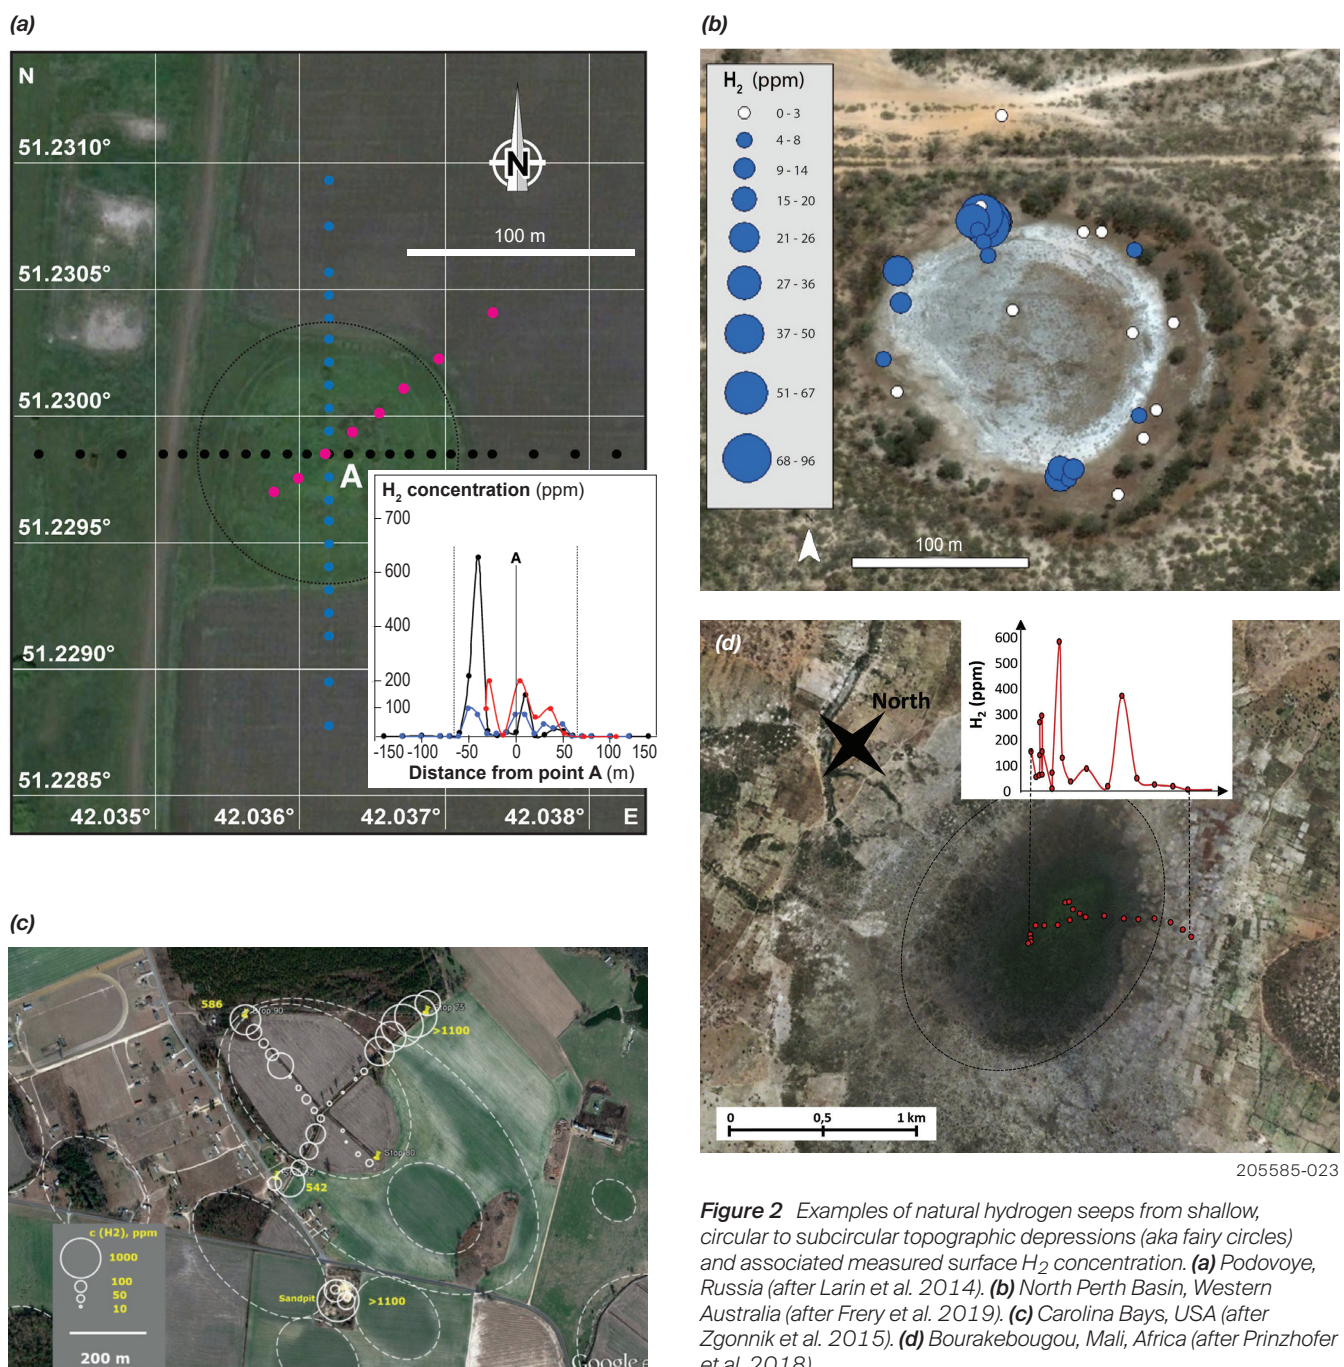 (a)
N
51.2310°
N
100 m
51.2305°
51.2300°
A
51.2295°
51.2290°
51.2285°
42.035°
42.036°
42.037°
42.038°
E
H2 concentration (ppm)
700
600
400
200
100
A
-150
-100
-50
0
50
100
150
Distance from point A (m)
(b)
H2 (ppm)
0 - 3
4 - 8
9 - 14
15 - 20
21 - 26
27 - 36
37 - 50
51 - 67
68 - 96
100 m
(c)
586
Stop 90
Stop 75
>1100
Stop 80
542
Sandpit
>1100
c (H2), ppm
1000
100
50
10
200 m
Google e
(d)
North
H2 (ppm)
600
500
400
300
200
100
0
0
0,5
1 km
205585-023
Figure 2 Examples of natural hydrogen seeps from shallow,
circular to subcircular topographic depressions (aka fairy circles)
and associated measured surface H2 concentration. (a) Podovoye,
Russia (after Larin et al. 2014). (b) North Perth Basin, Western
Australia (after Frery et al. 2019). (c) Carolina Bays, USA (after
Zgonnik et al. 2015). (d) Bourakebougou, Mali, Africa (after Prinzhofer
et al. 2018)